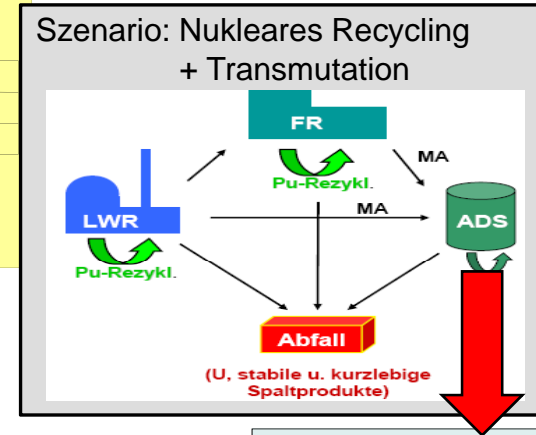 Szenario: Nukleares Recycling
+ Transmutation
FR
MA
Pu-Rezykl.
MA
LWR
ADS
Pu-Rezykl.
Abfall
(U, stabile u. kurzlebige
Spaltprodukte)